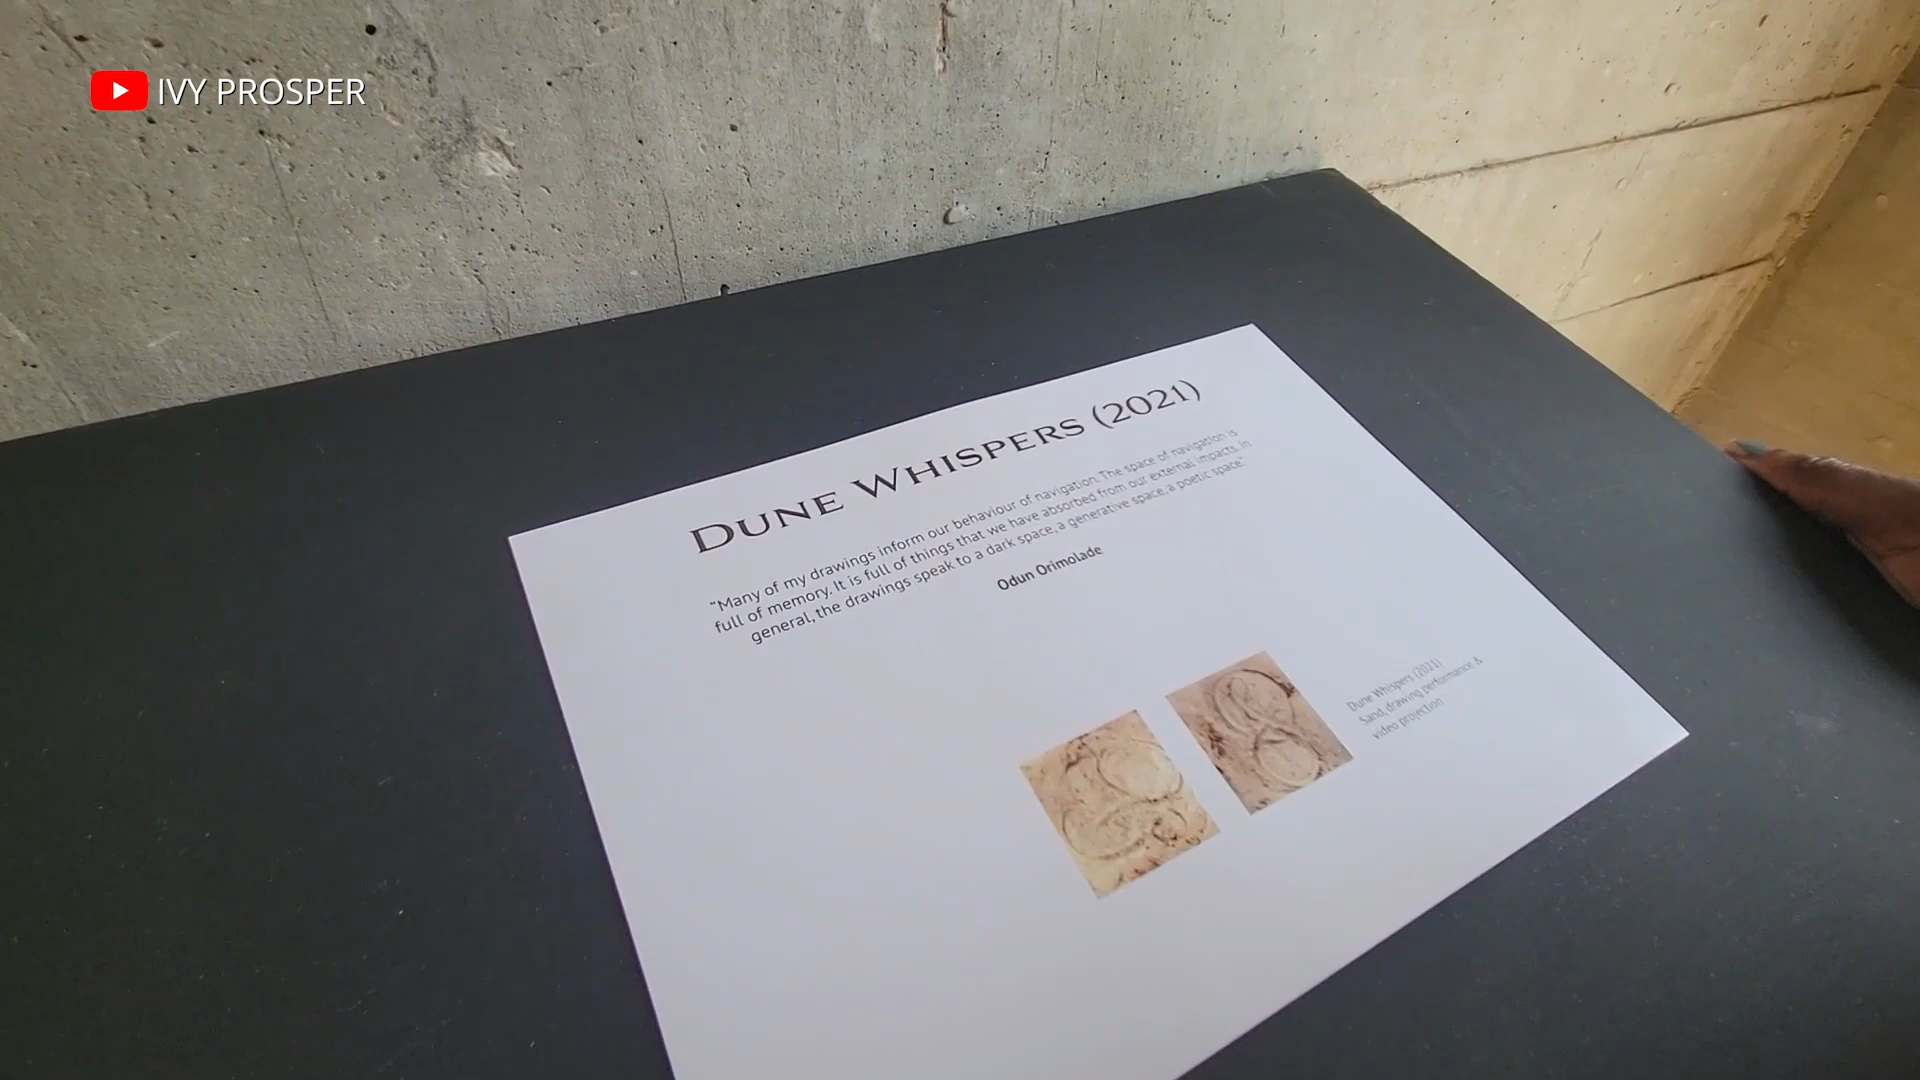 IVY PROSPER
DUNE WHISPERS (2021)
“Many of my drawings inform our behaviour of navigation. The space of navigation is
full of memory. It is full of things that we have absorbed from our external impacts. In
general, the drawings speak to a dark space, a generative space, a poetic space.”
Odun Orimolade
Dune Whispers (2021)
Sand, drawing performance &
video projection